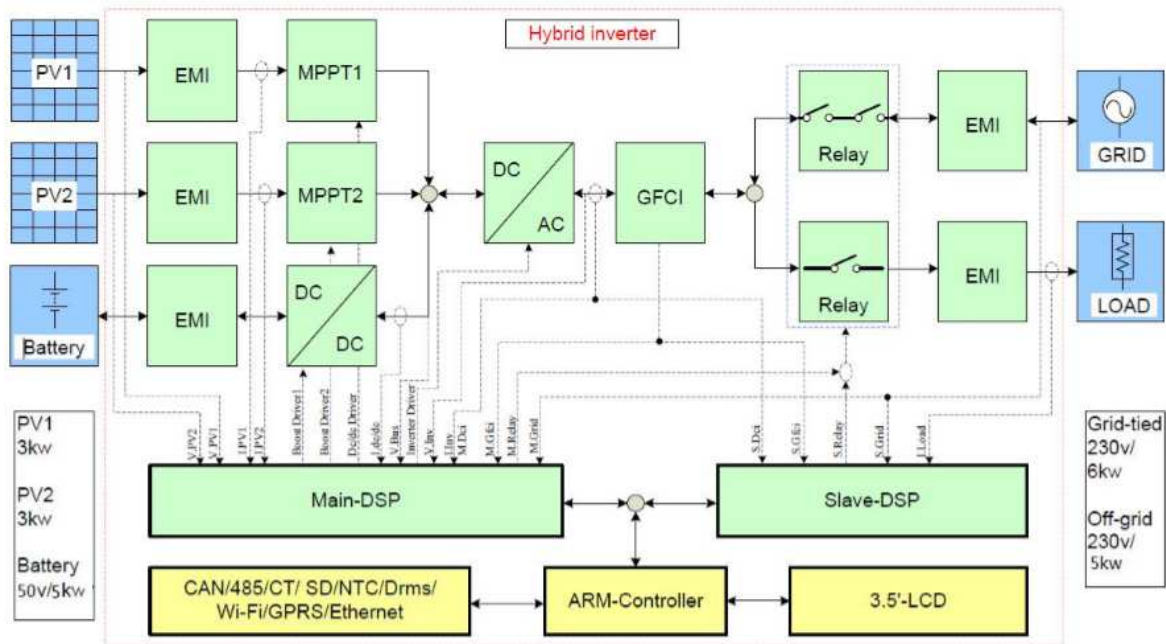 Hybrid inverter
PV1
EMI
MPPT1
Relay
EMI
GRID
PV2
EMI
MPPT2
DC
AC
GFCI
Battery
EMI
DC
DC
Relay
EMI
LOAD
V.PV2
V.PV1
I.PV1
I.PV2
Boost Driver1
Boost Driver2
Dc/dc Driver
I.dc/dc
V.Bus
Inverter Driver
V.Inv
I.Inv
M.Dci
M.Gfci
M.Relay
M.Grid
S.Dci
S.Gfci
S.Relay
S.Grid
I.Load
PV1
3kw
PV2
3kw
Battery
50v/5kw
Main-DSP
Slave-DSP
Grid-tied
230v/
6kw
Off-grid
230v/
5kw
CAN/485/CT/ SD/NTC/Drms/
Wi-Fi/GPRS/Ethernet
ARM-Controller
3.5'-LCD